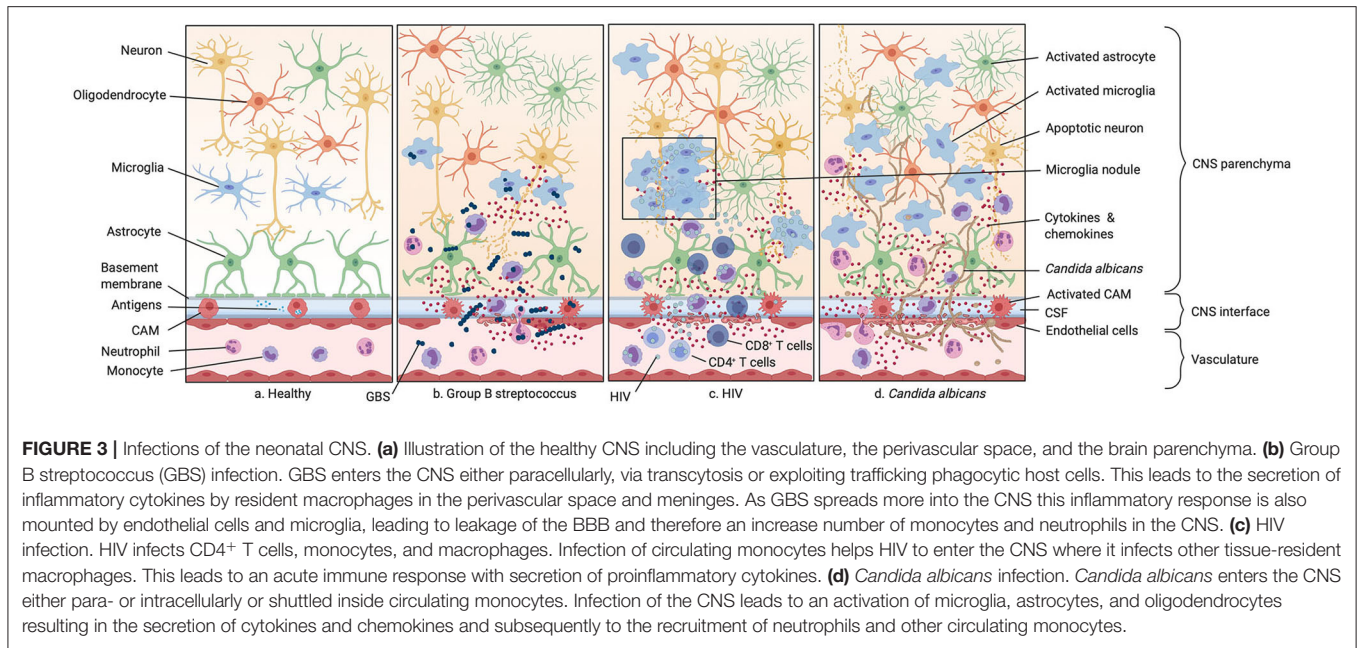 Neuron
Oligodendrocyte
Microglia
Astrocyte
Basement
membrane
Antigens
CAM
Neutrophil
Monocyte
Activated astrocyte
Activated microglia
Apoptotic neuron
Microglia nodule
Cytokines &
chemokines
Candida albicans
Activated CAM
CSF
Endothelial cells
CNS parenchyma
CNS interface
Vasculature
CD8⁺ T cells
CD4⁺ T cells
a. Healthy
GBS
b. Group B streptococcus
HIV
c. HIV
d. Candida albicans
FIGURE 3 | Infections of the neonatal CNS. (a) Illustration of the healthy CNS including the vasculature, the perivascular space, and the brain parenchyma. (b) Group
B streptococcus (GBS) infection. GBS enters the CNS either paracellularly, via transcytosis or exploiting trafficking phagocytic host cells. This leads to the secretion of
inflammatory cytokines by resident macrophages in the perivascular space and meninges. As GBS spreads more into the CNS this inflammatory response is also
mounted by endothelial cells and microglia, leading to leakage of the BBB and therefore an increase number of monocytes and neutrophils in the CNS. (c) HIV
infection. HIV infects CD4⁺ T cells, monocytes, and macrophages. Infection of circulating monocytes helps HIV to enter the CNS where it infects other tissue-resident
macrophages. This leads to an acute immune response with secretion of proinflammatory cytokines. (d) Candida albicans infection. Candida albicans enters the CNS
either para- or intracellularly or shuttled inside circulating monocytes. Infection of the CNS leads to an activation of microglia, astrocytes, and oligodendrocytes
resulting in the secretion of cytokines and chemokines and subsequently to the recruitment of neutrophils and other circulating monocytes.